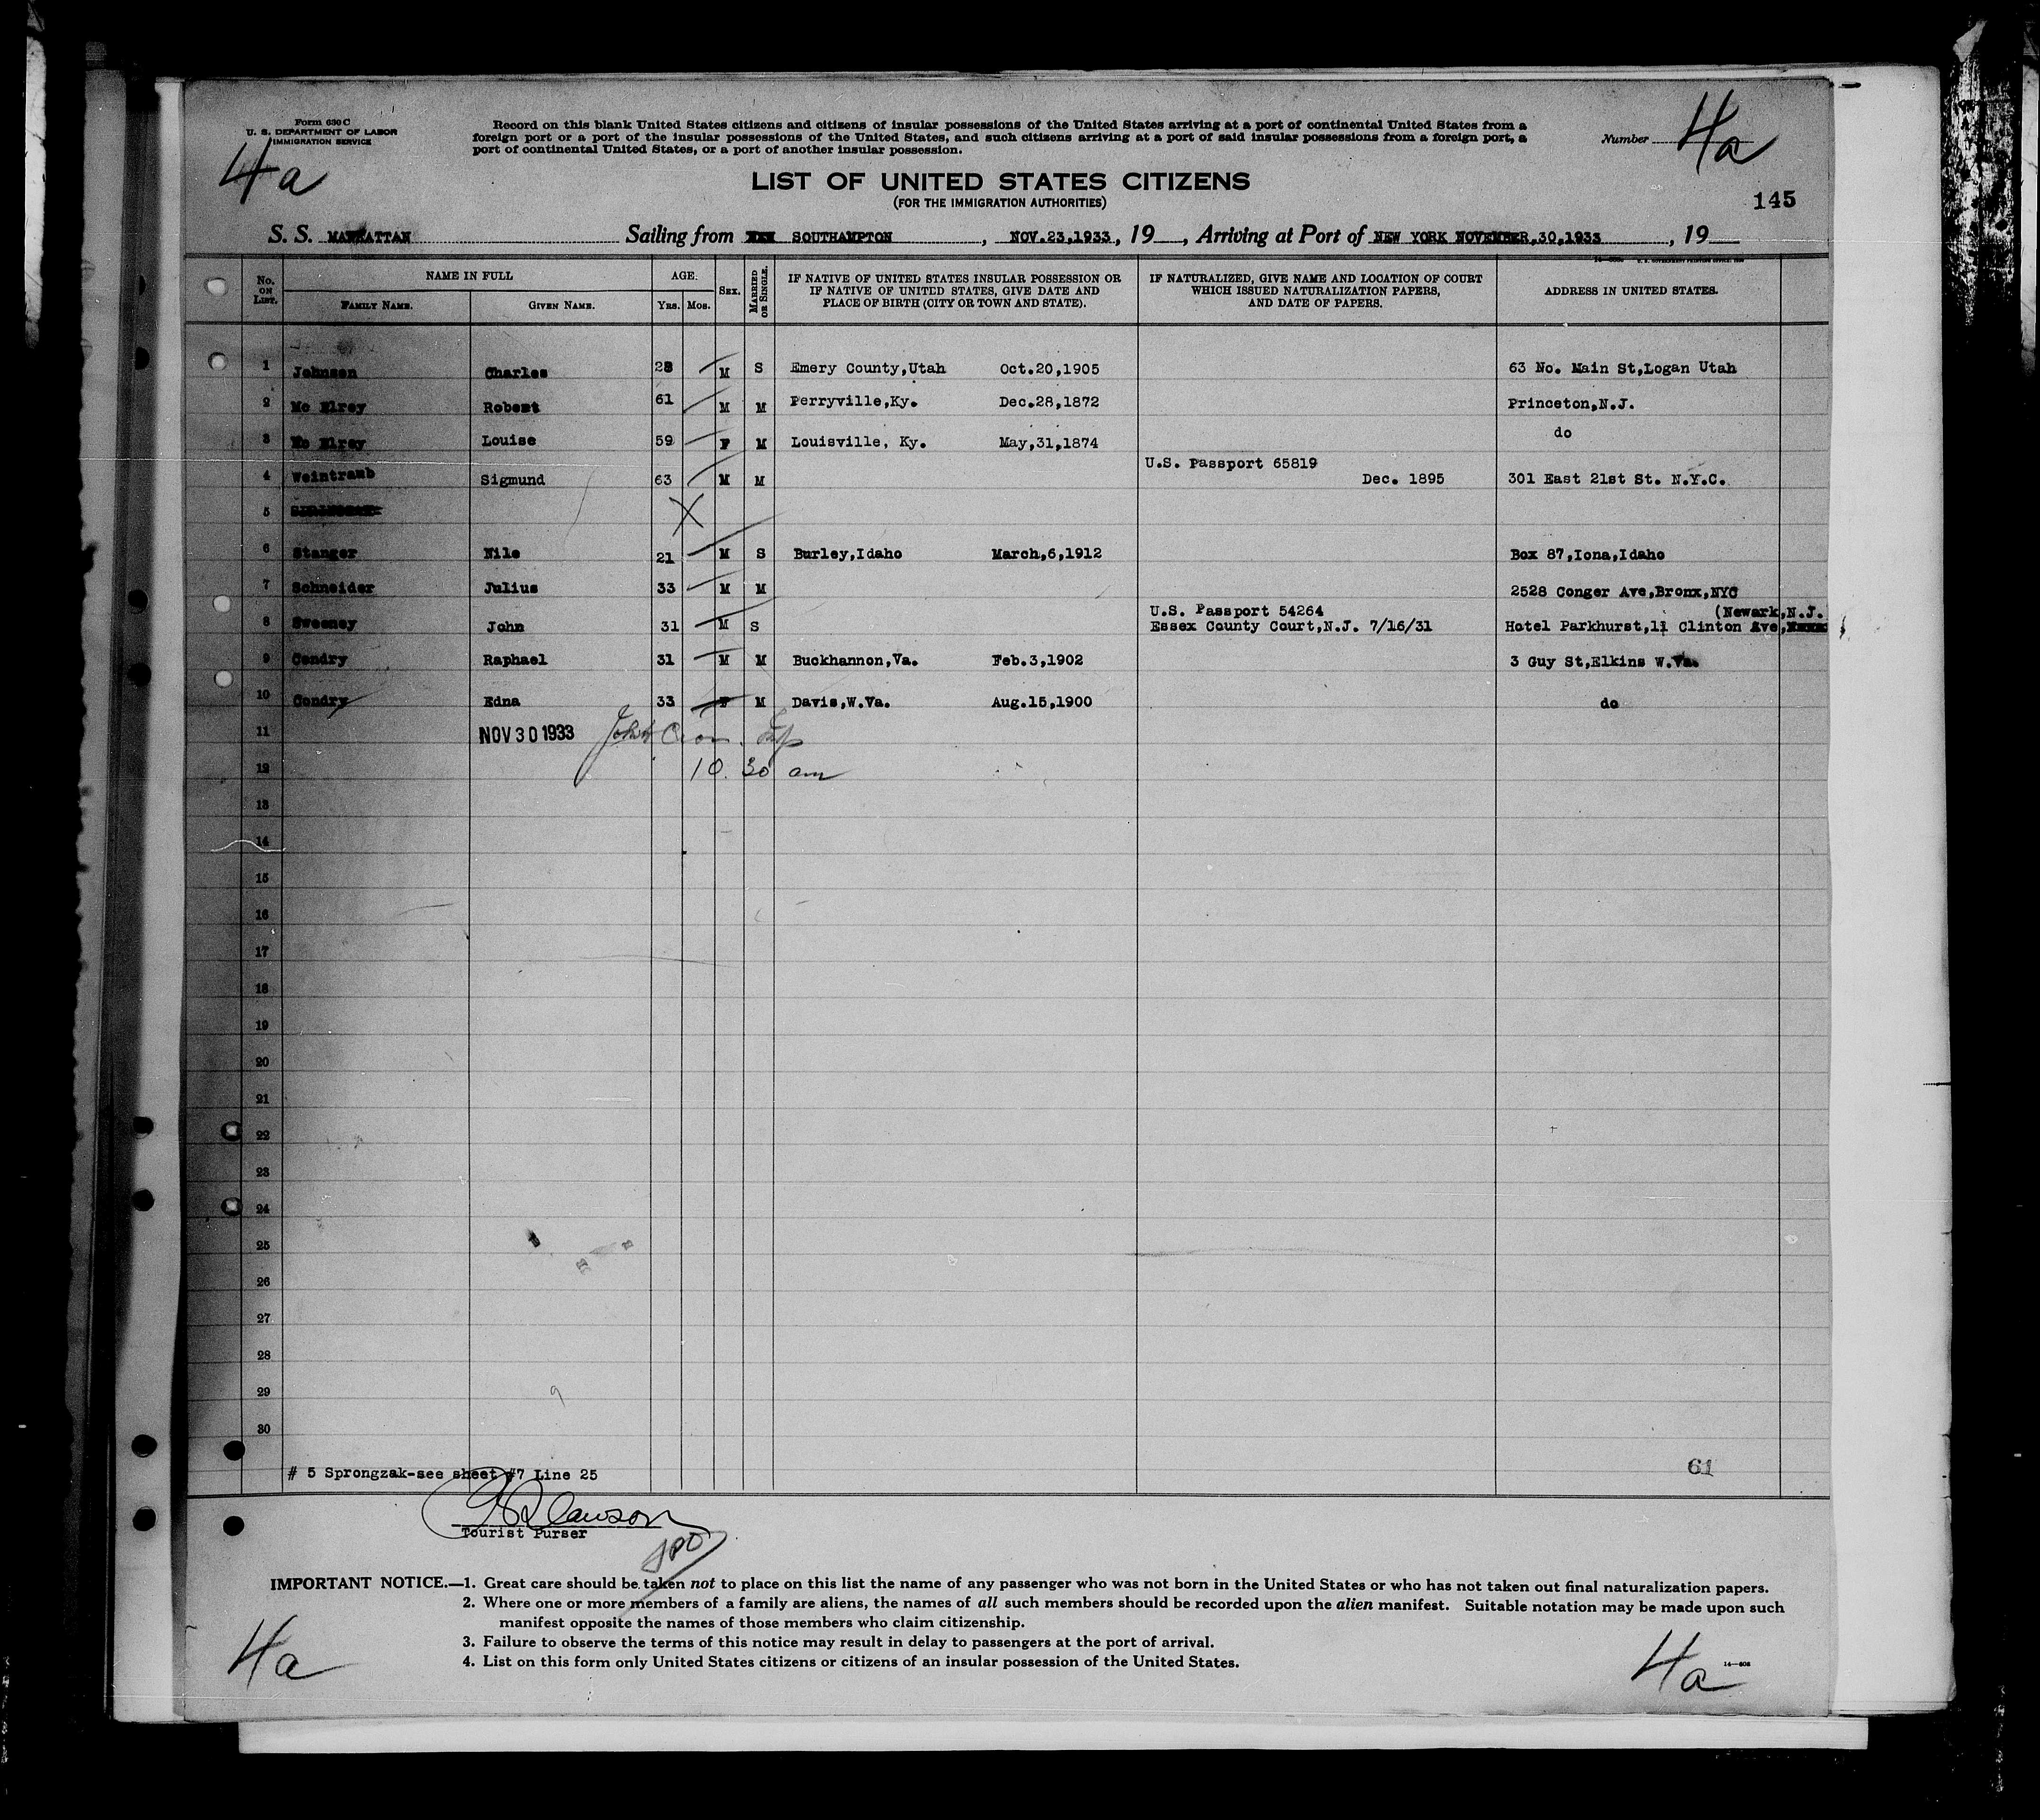 Form 630 C
U. S. DEPARTMENT OF LABOR
IMMIGRATION SERVICE
4a
Record on this blank United States citizens and citizens of insular possessions of the United States arriving at a port of continental United States from a
foreign port or a port of the insular possessions of the United States, and such citizens arriving at a port of said insular possessions from a foreign port, a
port of continental United States, or a port of another insular possession.
Number 4a
LIST OF UNITED STATES CITIZENS
(FOR THE IMMIGRATION AUTHORITIES)
145
S. S. MANHATTAN Sailing from SOUTHAMPTON, NOV.23,1933, 19__, Arriving at Port of NEW YORK NOVEMBER,30,1933, 19__
No. ON LIST. NAME IN FULL FAMILY NAME. GIVEN NAME. AGE. YRS. MOS. SEX. MARRIED OR SINGLE. IF NATIVE OF UNITED STATES INSULAR POSSESSION OR IF NATIVE OF UNITED STATES, GIVE DATE AND PLACE OF BIRTH (CITY OR TOWN AND STATE). IF NATURALIZED, GIVE NAME AND LOCATION OF COURT WHICH ISSUED NATURALIZATION PAPERS, AND DATE OF PAPERS. ADDRESS IN UNITED STATES.
1 Johnson Charles 28 M S Emery County,Utah Oct.20,1905 63 No. Main St,Logan Utah
2 Mc Elroy Robert 61 M M Perryville,Ky. Dec.28,1872 Princeton,N.J.
3 Mc Elroy Louise 59 F M Louisville, Ky. May,31,1874 do
U.S. Passport 65819
4 Weintraub Sigmund 63 M M Dec. 1895 301 East 21st St. N.Y.C.
5 X
6 Stanger Nile 21 M S Burley,Idaho March,6,1912 Box 87,Iona,Idaho
7 Schneider Julius 33 M M 2528 Conger Ave,Bronx,NYC
U.S. Passport 54264 (Newark,N.J.
8 Sweeney John 31 M S Essex County Court,N.J. 7/16/31 Hotel Parkhurst,11 Clinton Ave,
9 Condry Raphael 31 M M Buckhannon,Va. Feb.3,1902 3 Guy St,Elkins W.Va.
10 Condry Edna 33 F M Davis,W.Va. Aug.15,1900 do
11 NOV 30 1933 John
12 10.30 am
13
14
15
16
17
18
19
20
21
22
23
24
25
26
27
28
29
30
# 5 Sprongzak-see sheet #7 Line 25
61
Tourist Purser
IMPORTANT NOTICE.—1. Great care should be taken not to place on this list the name of any passenger who was not born in the United States or who has not taken out final naturalization papers.
2. Where one or more members of a family are aliens, the names of all such members should be recorded upon the alien manifest. Suitable notation may be made upon such
manifest opposite the names of those members who claim citizenship.
3. Failure to observe the terms of this notice may result in delay to passengers at the port of arrival.
4. List on this form only United States citizens or citizens of an insular possession of the United States.
4a
4a